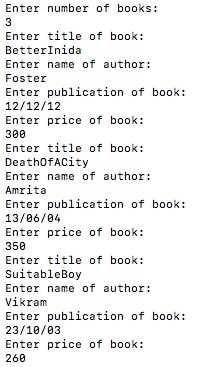 Enter number of books:
3
Enter title of book:
BetterInida
Enter name of author:
Foster
Enter publication of book:
12/12/12
Enter price of book:
300
Enter title of book:
DeathOfACity
Enter name of author:
Amrita
Enter publication of book:
13/06/04
Enter price of book:
350
Enter title of book:
SuitableBoy
Enter name of author:
Vikram
Enter publication of book:
23/10/03
Enter price of book:
260